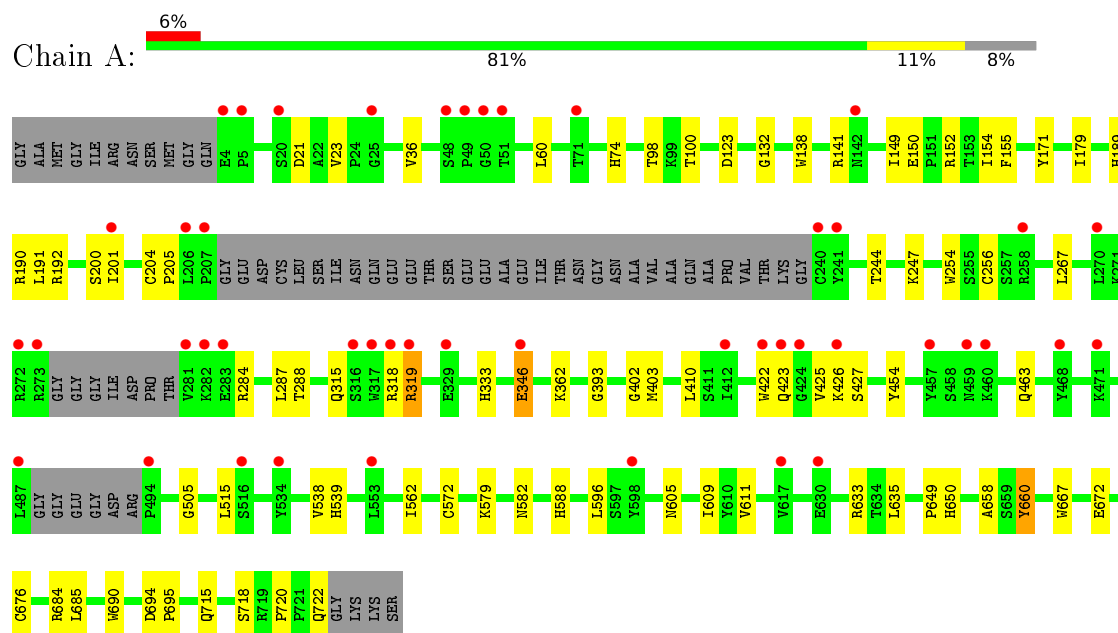 6%
Chain A:
81% 11% 8%
GLY ALA MET GLY ILE ARG ASN SER MET GLY GLN E4 P5 S20 D21 A22 V23 P24 G25 V36 S48 P49 G50 T51 L60 T71 H74 T98 K99 T100 D123 G132 W138 R141 N142 I149 E150 P151 R152 T153 I154 F155 Y171 I179
R190 L191 R192 S200 I201 C204 P205 L206 P207 GLY GLU ASP CYS LEU SER ILE ASN GLN GLU GLU THR SER GLU GLU ALA GLU ILE THR ASN GLY ASN ALA VAL ALA GLN ALA PRO VAL THR LYS GLY C240 Y241 T244 K247 W254 S255 C256 S257 R258 L267 L270 K271
R272 R273 GLY GLY GLY ILE ASP PRO THR V281 K282 E283 R284 L287 T288 Q315 S316 W317 R318 R319 E329 H333 E346 K362 G393 G402 M403 L410 S411 I412 W422 Q423 G424 V425 K426 S427 Y454 Y457 S458 N459 K460 Q463 Y468 K471
L487 GLY GLY GLU GLY ASP ARG P494 G505 L515 S516 Y534 V538 H539 L553 I562 C572 K579 N582 H588 L596 S597 Y598 N605 I609 Y610 V611 V617 E630 R633 T634 L635 P649 H650 A658 S659 Y660 W667 E672
C676 R684 L685 W690 D694 P695 Q715 S718 R719 P720 P721 Q722 GLY LYS LYS SER